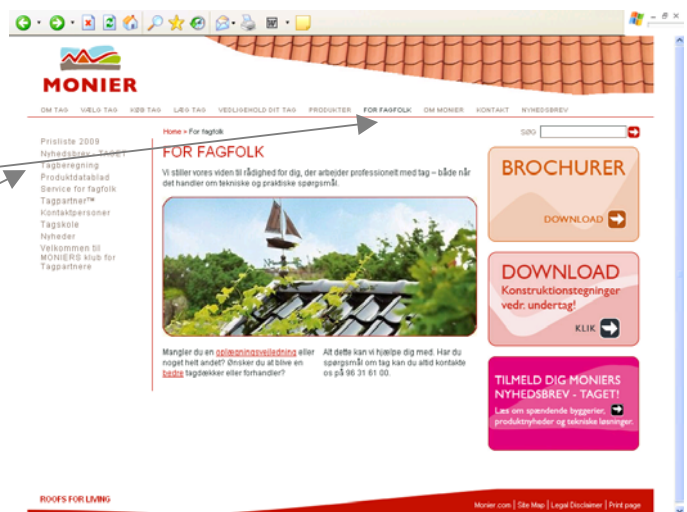 MONIER
OM TAG VÆLG TAG KØB TAG LÆG TAG VEDLIGEHOLD DIT TAG PRODUKTER FOR FAGFOLK OM MONIER KONTAKT NYHEDSBREV
Home > For fagfolk
SØG
Prisliste 2009
Nyhedsbrev - TAGET
Tagberegning
Produktdatablad
Service for fagfolk
Tagpartner™
Kontaktpersoner
Tagskole
Nyheder
Velkommen til
MONIERS klub for
Tagpartnere
FOR FAGFOLK
Vi stiller vores viden til rådighed for dig, der arbejder professionelt med tag – både når
det handler om tekniske og praktiske spørgsmål.
Mangler du en oplægningsvejledning eller
noget helt andet? Ønsker du at blive en
bedre tagdækker eller forhandler?
Alt dette kan vi hjælpe dig med. Har du
spørgsmål om tag kan du altid kontakte
os på 96 31 61 00.
BROCHURER
DOWNLOAD
DOWNLOAD
Konstruktionstegninger
vedr. undertag!
KLIK
TILMELD DIG MONIERS
NYHEDSBREV - TAGET!
Læs om spændende byggerier,
produktnyheder og tekniske løsninger.
ROOFS FOR LIVING
Monier.com | Site Map | Legal Disclaimer | Print page